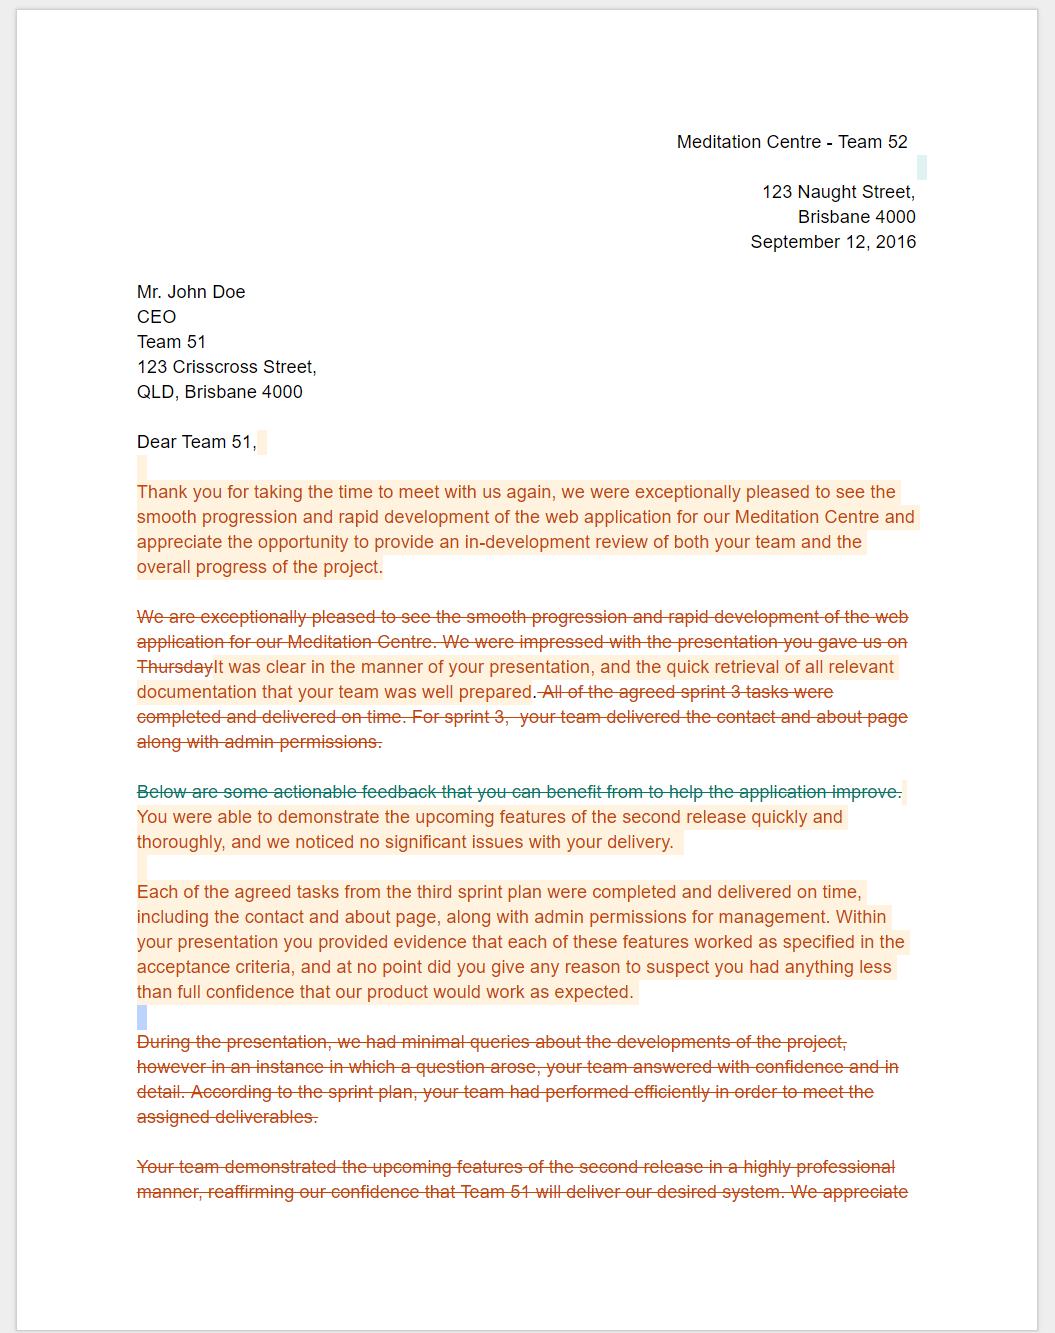 Meditation Centre - Team 52
123 Naught Street,
Brisbane 4000
September 12, 2016
Mr. John Doe
CEO
Team 51
123 Crisscross Street,
QLD, Brisbane 4000
Dear Team 51,
Thank you for taking the time to meet with us again, we were exceptionally pleased to see the
smooth progression and rapid development of the web application for our Meditation Centre and
appreciate the opportunity to provide an in-development review of both your team and the
overall progress of the project.
We are exceptionally pleased to see the smooth progression and rapid development of the web
application for our Meditation Centre. We were impressed with the presentation you gave us on
ThursdayIt was clear in the manner of your presentation, and the quick retrieval of all relevant
documentation that your team was well prepared. All of the agreed sprint 3 tasks were
completed and delivered on time. For sprint 3,  your team delivered the contact and about page
along with admin permissions.
Below are some actionable feedback that you can benefit from to help the application improve.
You were able to demonstrate the upcoming features of the second release quickly and
thoroughly, and we noticed no significant issues with your delivery.
Each of the agreed tasks from the third sprint plan were completed and delivered on time,
including the contact and about page, along with admin permissions for management. Within
your presentation you provided evidence that each of these features worked as specified in the
acceptance criteria, and at no point did you give any reason to suspect you had anything less
than full confidence that our product would work as expected.
During the presentation, we had minimal queries about the developments of the project,
however in an instance in which a question arose, your team answered with confidence and in
detail. According to the sprint plan, your team had performed efficiently in order to meet the
assigned deliverables.
Your team demonstrated the upcoming features of the second release in a highly professional
manner, reaffirming our confidence that Team 51 will deliver our desired system. We appreciate